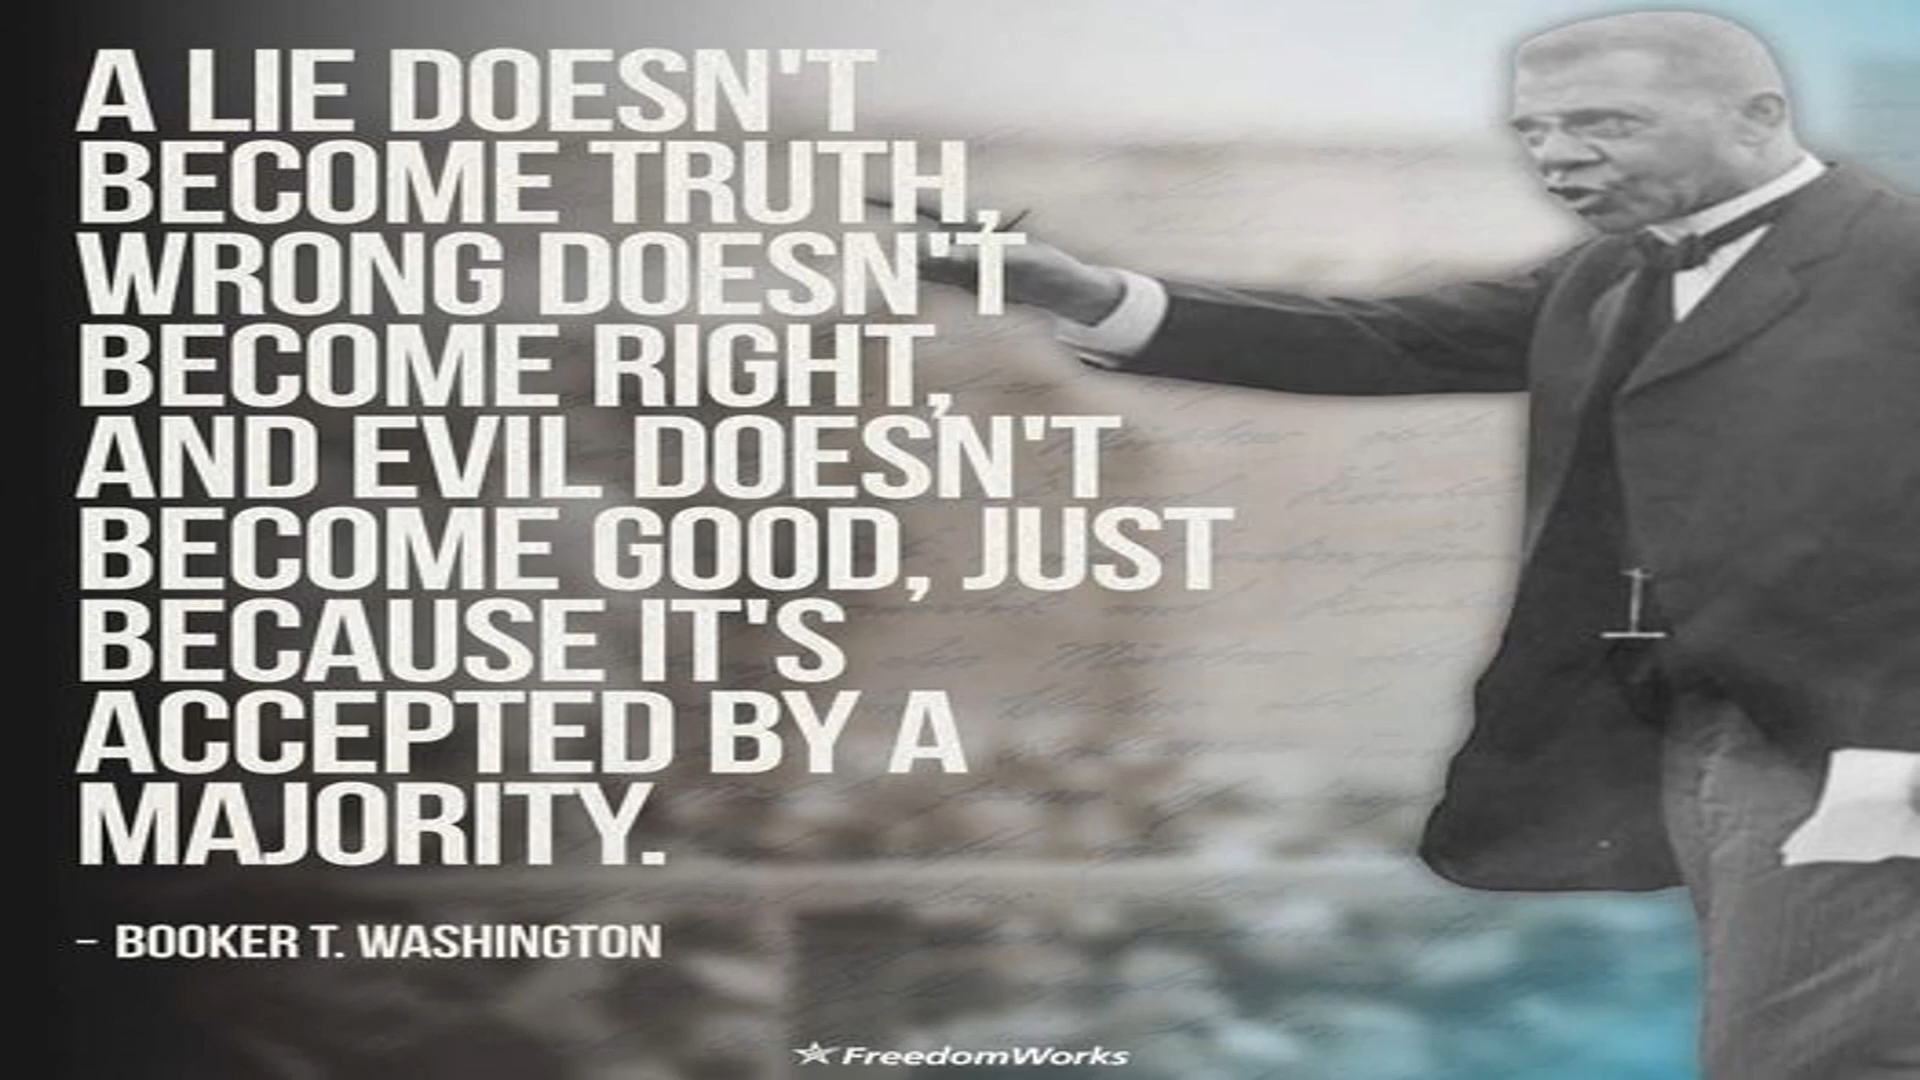 A LIE DOESN'T
BECOME TRUTH,
WRONG DOESN'T
BECOME RIGHT,
AND EVIL DOESN'T
BECOME GOOD, JUST
BECAUSE IT'S
ACCEPTED BY A
MAJORITY.
– BOOKER T. WASHINGTON
FreedomWorks